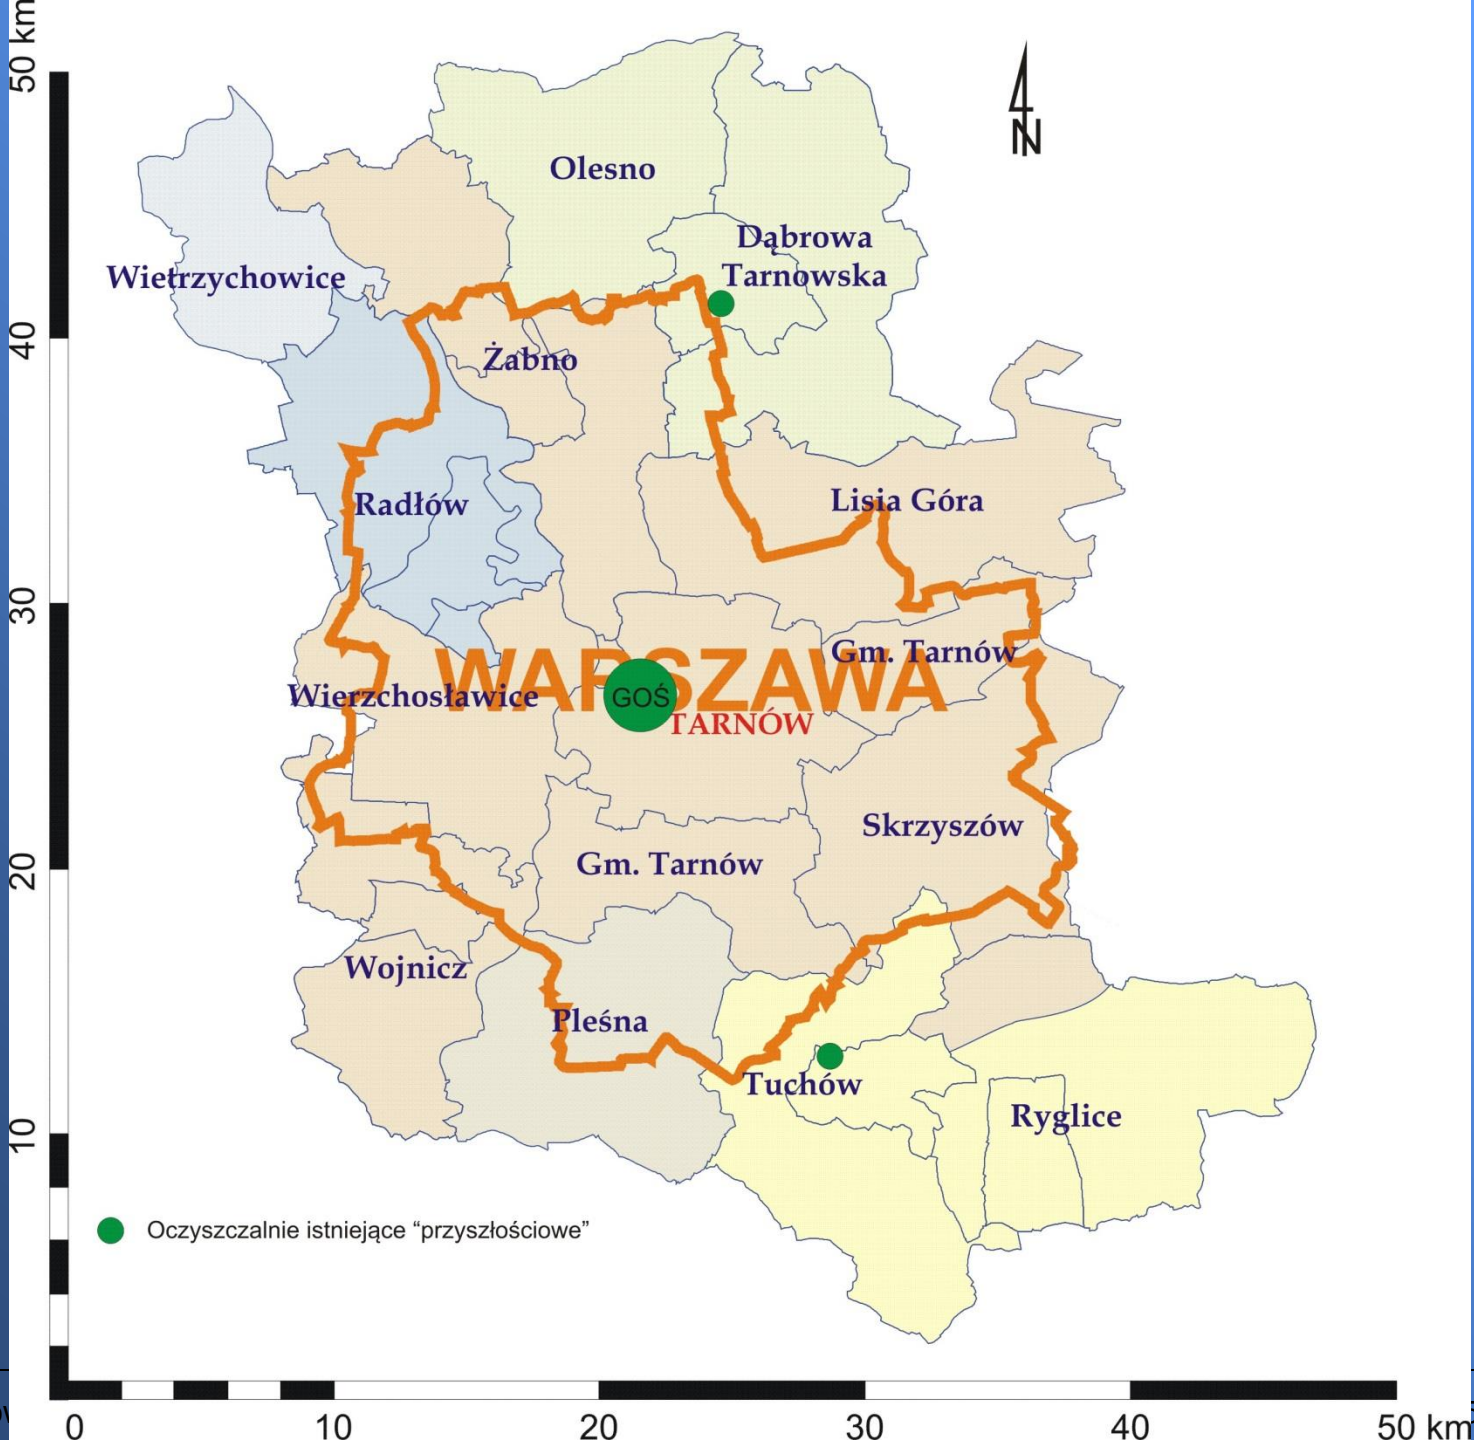 50 km
N
Olesno
Dąbrowa
Tarnowska
Wietrzychowice
40
Żabno
Radłów
Lisia Góra
30
Gm. Tarnów
WARSZAWA
Wierzchosławice
GOŚ
TARNÓW
Skrzyszów
20
Gm. Tarnów
Wojnicz
Pleśna
Tuchów
Ryglice
10
Oczyszczalnie istniejące “przyszłościowe”
0 10 20 30 40 50 km